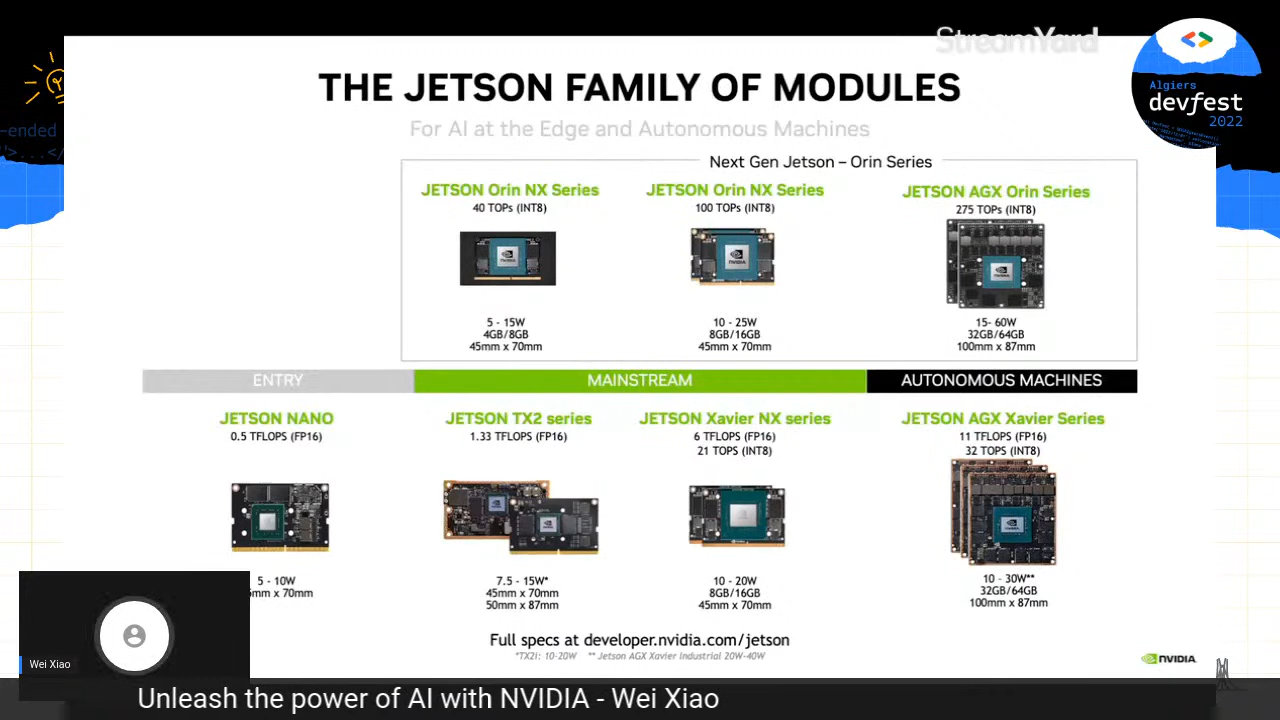 StreamYard
Algiers
devfest
2022
-ended
THE JETSON FAMILY OF MODULES
For AI at the Edge and Autonomous Machines
Next Gen Jetson – Orin Series
JETSON Orin NX Series
40 TOPs (INT8)
5 - 15W
4GB/8GB
45mm x 70mm
JETSON Orin NX Series
100 TOPs (INT8)
NVIDIA
10 - 25W
8GB/16GB
45mm x 70mm
JETSON AGX Orin Series
275 TOPs (INT8)
NVIDIA
15- 60W
32GB/64GB
100mm x 87mm
ENTRY
MAINSTREAM
AUTONOMOUS MACHINES
JETSON NANO
0.5 TFLOPS (FP16)
5 - 10W
mm x 70mm
JETSON TX2 series
1.33 TFLOPS (FP16)
7.5 - 15W*
45mm x 70mm
50mm x 87mm
JETSON Xavier NX series
6 TFLOPS (FP16)
21 TOPS (INT8)
10 - 20W
8GB/16GB
45mm x 70mm
JETSON AGX Xavier Series
11 TFLOPS (FP16)
32 TOPS (INT8)
10 - 30W**
32GB/64GB
100mm x 87mm
Full specs at developer.nvidia.com/jetson
*TX2i: 10-20W ** Jetson AGX Xavier Industrial 20W-40W
NVIDIA
Wei Xiao
Unleash the power of AI with NVIDIA - Wei Xiao